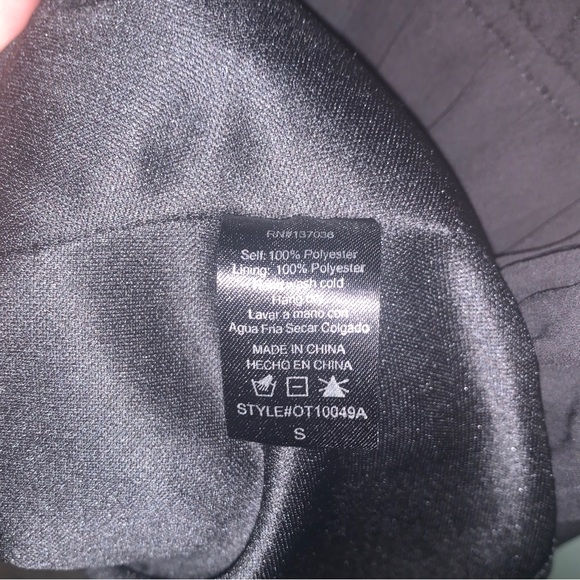 RN#137036
Self: 100% Polyester
Lining: 100% Polyester
Hand wash cold
Hang dry
Lavar a mano con
Agua Fria Secar Colgado
MADE IN CHINA
HECHO EN CHINA
STYLE#OT10049A
S